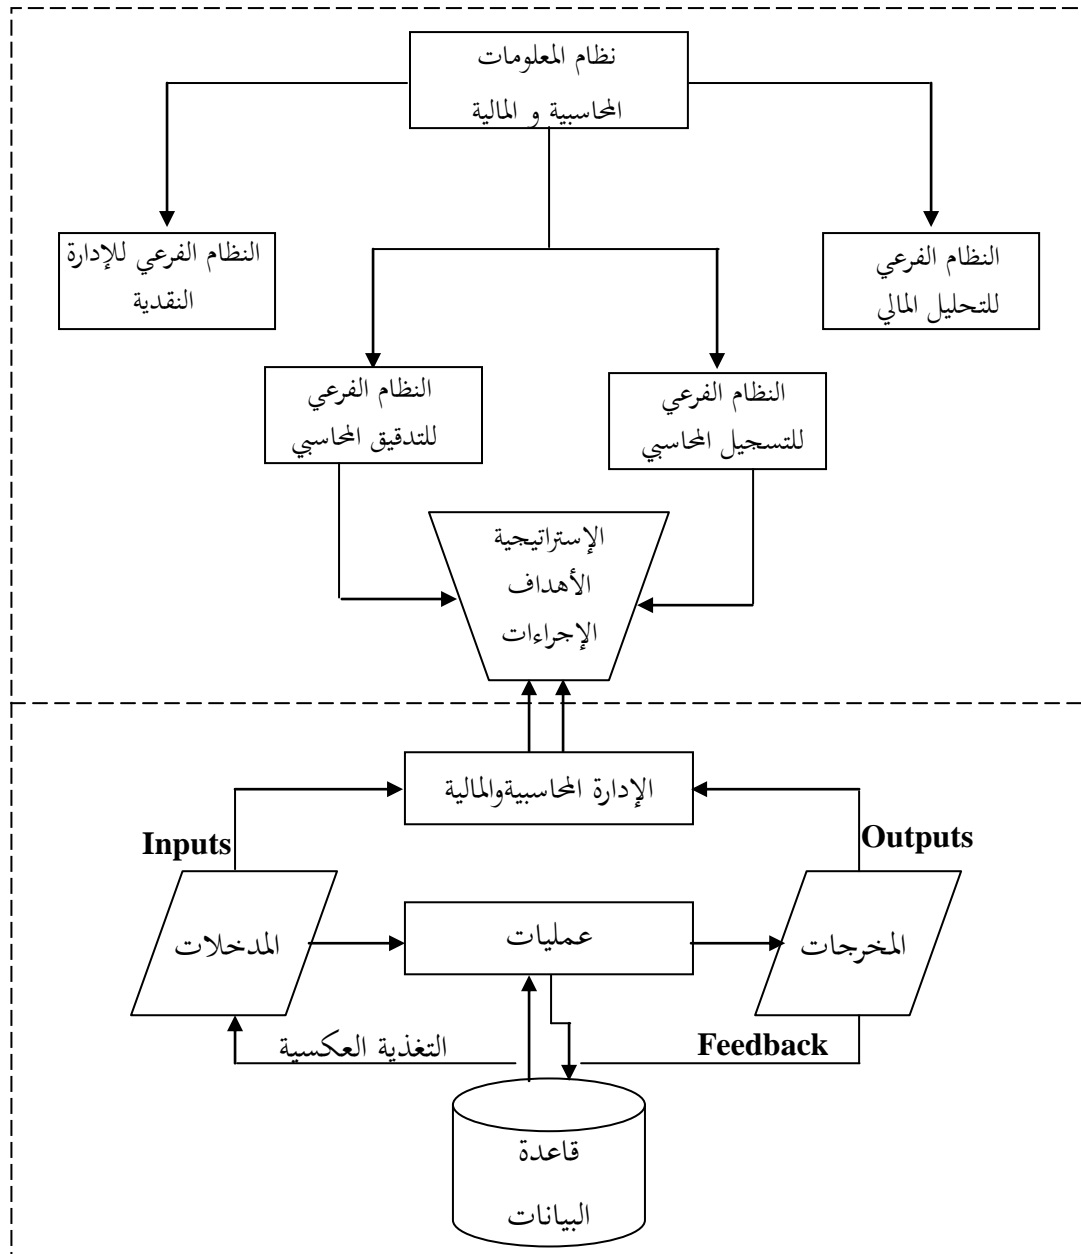 نظام المعلومات
المحاسبية و المالية
النظام الفرعي
للتحليل المالي
النظام الفرعي للإدارة
النقدية
النظام الفرعي
للتسجيل المحاسبي
النظام الفرعي
للتدقيق المحاسبي
الإستراتيجية
الأهداف
الإجراءات
الإدارة المحاسبيةوالمالية
Inputs
Outputs
المدخلات
عمليات
المخرجات
التغذية العكسية
Feedback
قاعدة
البيانات